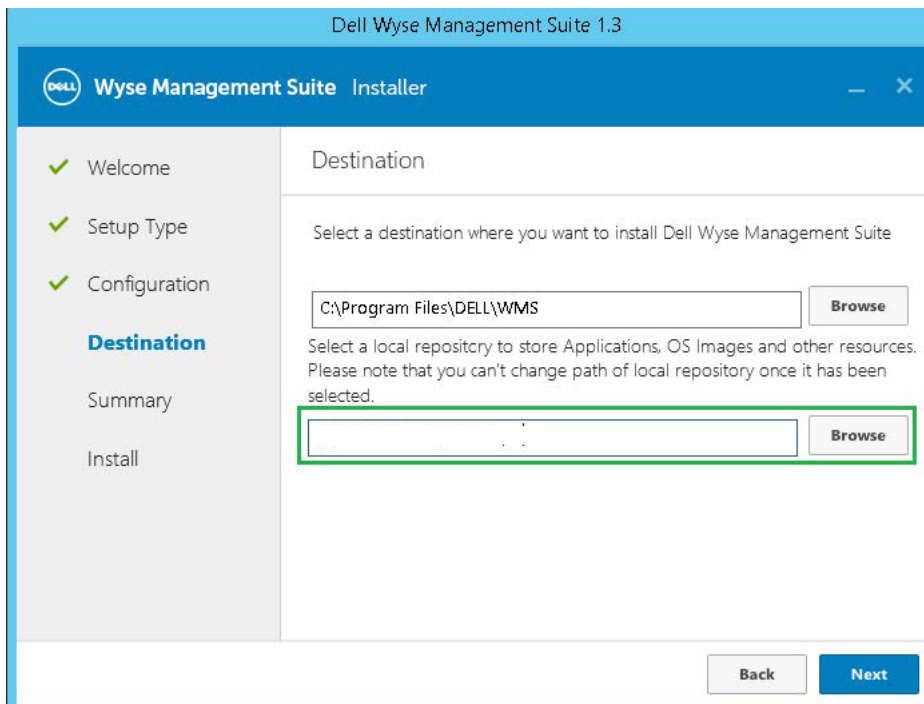 Dell Wyse Management Suite 1.3
DELL Wyse Management Suite Installer
Welcome
Destination
Setup Type
Select a destination where you want to install Dell Wyse Management Suite
Configuration
C:\Program Files\DELL\WMS Browse
Destination
Select a local repository to store Applications, OS Images and other resources.
Please note that you can't change path of local repository once it has been
selected.
Summary
Browse
Install
Back Next